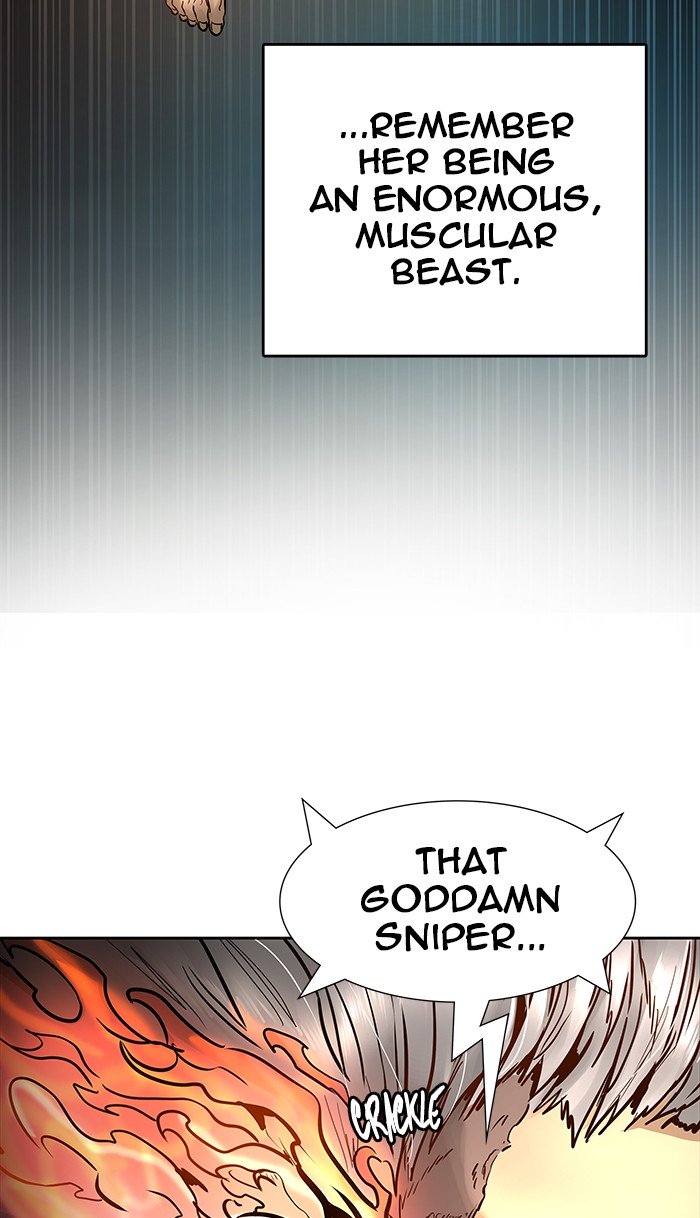 ...REMEMBER
HER BEING
AN ENORMOUS,
MUSCULAR
BEAST.
THAT
GODDAMN
SNIPER...
CRACKLE